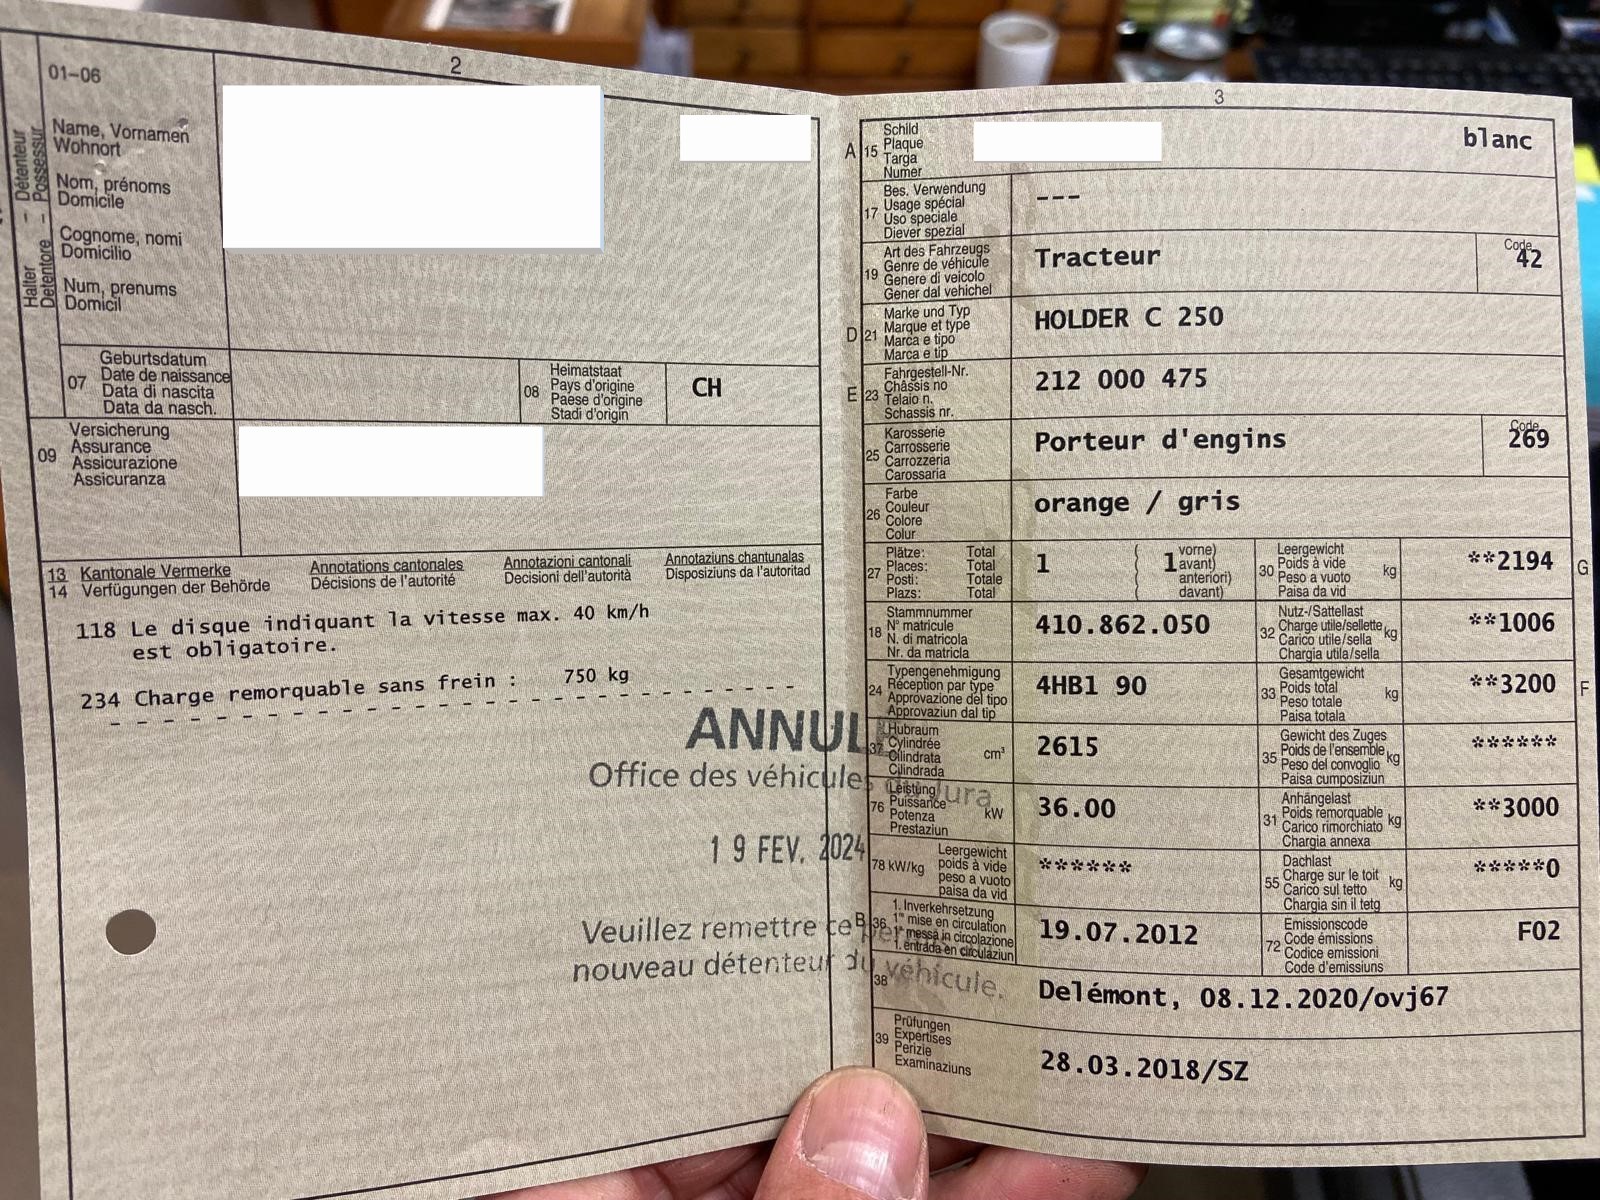 2
01-06
Halter - Détenteur
Detentore - Possessur
Name, Vornamen
Wohnort
Nom, prénoms
Domicile
Cognome, nomi
Domicilio
Num, prenums
Domicil
07
Geburtsdatum
Date de naissance
Data di nascita
Data da nasch.
08
Heimatstaat
Pays d'origine
Paese d'origine
Stadi d'origin
CH
09
Versicherung
Assurance
Assicurazione
Assicuranza
13 Kantonale Vermerke
14 Verfügungen der Behörde
Annotations cantonales
Décisions de l'autorité
Annotazioni cantonali
Decisioni dell'autorità
Annotaziuns chantunalas
Disposiziuns da l'autoritad
118 Le disque indiquant la vitesse max. 40 km/h
est obligatoire.
234 Charge remorquable sans frein : 750 kg
ANNULÉ
Office des véhicules du Jura
19 FEV. 2024
Veuillez remettre ce permis au
nouveau détenteur du véhicule.
3
A 15
Schild
Plaque
Targa
Numer
blanc
17
Bes. Verwendung
Usage spécial
Uso speciale
Diever spezial
---
19
Art des Fahrzeugs
Genre de véhicule
Genere di veicolo
Gener dal vehichel
Tracteur
Code
42
D 21
Marke und Typ
Marque et type
Marca e tipo
Marca e tip
HOLDER C 250
E 23
Fahrgestell-Nr.
Châssis no
Telaio n.
Schassis nr.
212 000 475
25
Karosserie
Carrosserie
Carrozzeria
Carossaria
Porteur d'engins
Code
269
26
Farbe
Couleur
Colore
Colur
orange / gris
27
Plätze: Total
Places: Total
Posti: Totale
Plazs: Total
1
( 1 vorne)
( avant)
( anteriori)
( davant)
30
Leergewicht
Poids à vide
Peso a vuoto
Paisa da vid
kg
**2194
G
18
Stammnummer
N° matricule
N. di matricola
Nr. da matricla
410.862.050
32
Nutz-/Sattellast
Charge utile/sellette
Carico utile/sella
Chargia utila/sella
kg
**1006
24
Typengenehmigung
Réception par type
Approvazione del tipo
Approvaziun dal tip
4HB1 90
33
Gesamtgewicht
Poids total
Peso totale
Paisa totala
kg
**3200
F
37
Hubraum
Cylindrée
Cilindrata
Cilindrada
cm³
2615
35
Gewicht des Zuges
Poids de l'ensemble
Peso del convoglio
Paisa cumposiziun
kg
******
76
Leistung
Puissance
Potenza
Prestaziun
kW
36.00
31
Anhängelast
Poids remorquable
Carico rimorchiato
Chargia annexa
kg
**3000
78 kW/kg
Leergewicht
poids à vide
peso a vuoto
paisa da vid
******
55
Dachlast
Charge sur le toit
Carico sul tetto
Chargia sin il tetg
kg
*****0
B 36
1. Inverkehrsetzung
1re mise en circulation
1a messa in circolazione
1. entrada en circulaziun
19.07.2012
72
Emissionscode
Code émissions
Codice emissioni
Code d'emissiuns
F02
38
Delémont, 08.12.2020/ovj67
39
Prüfungen
Expertises
Perizie
Examinaziuns
28.03.2018/SZ